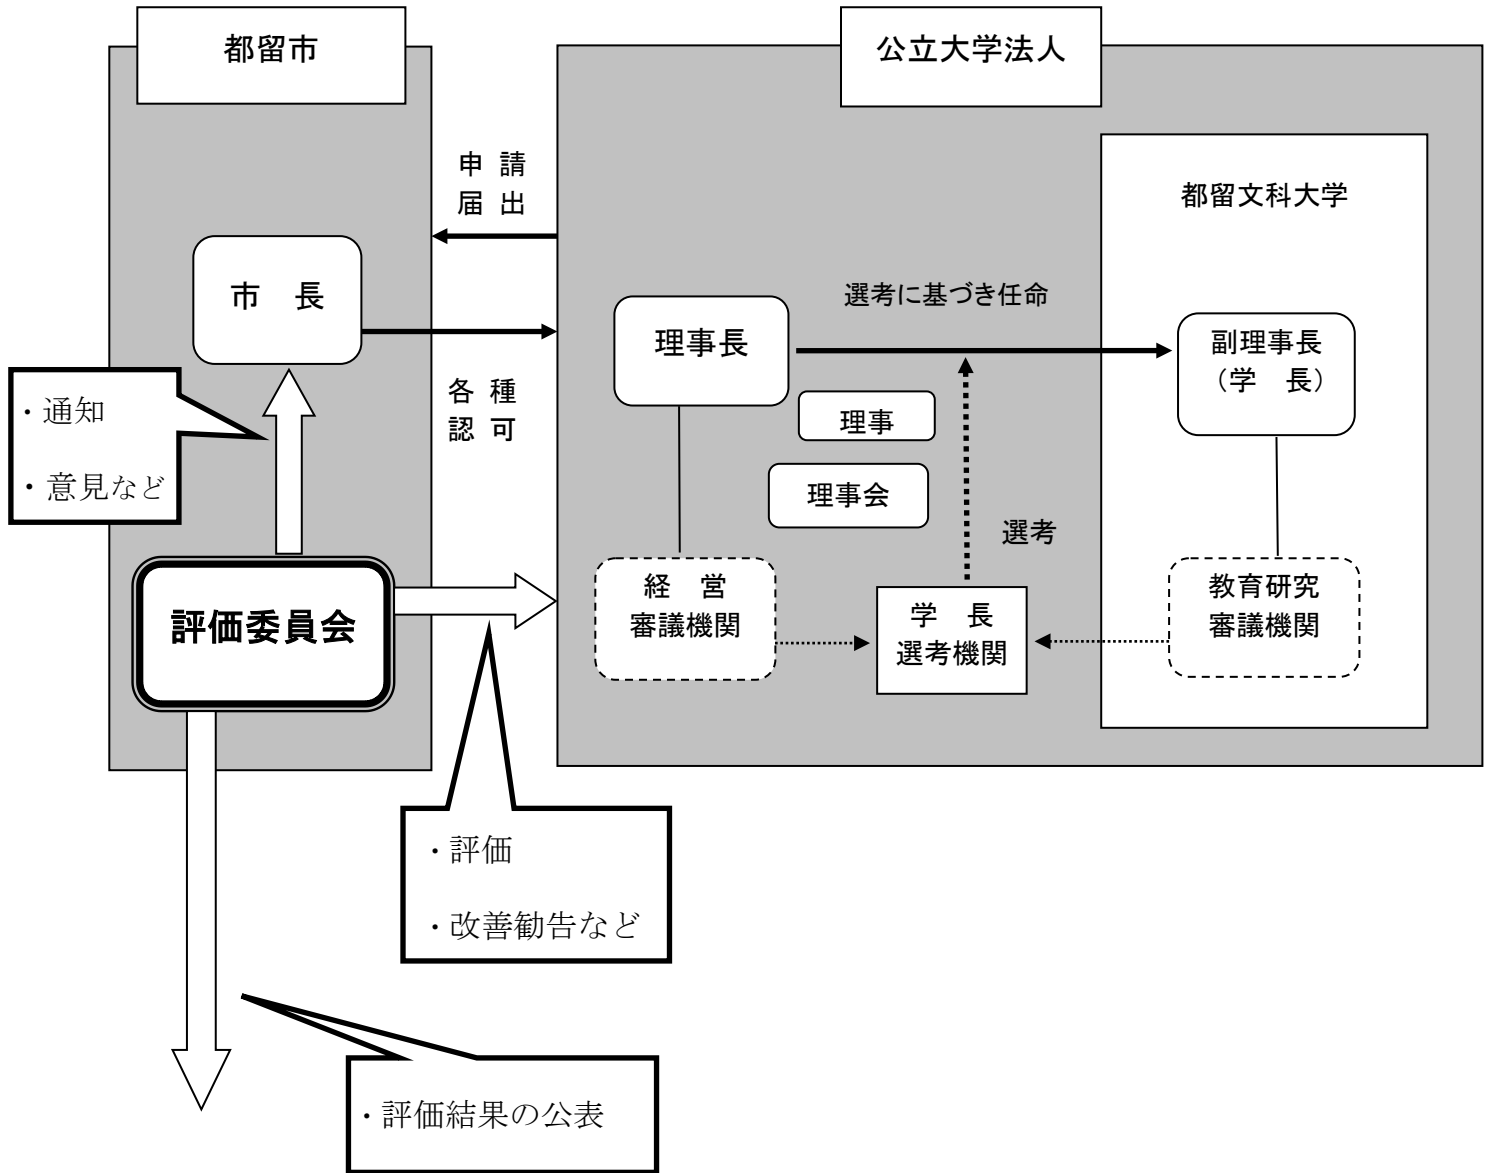 都留市
公立大学法人
申 請
届 出
都留文科大学
市　長
選考に基づき任命
理事長
副理事長
（学　長）
・通知
・意見など
各 種
認 可
理事
理事会
選考
評価委員会
経　営
審議機関
学　長
選考機関
教育研究
審議機関
・評価
・改善勧告など
・評価結果の公表